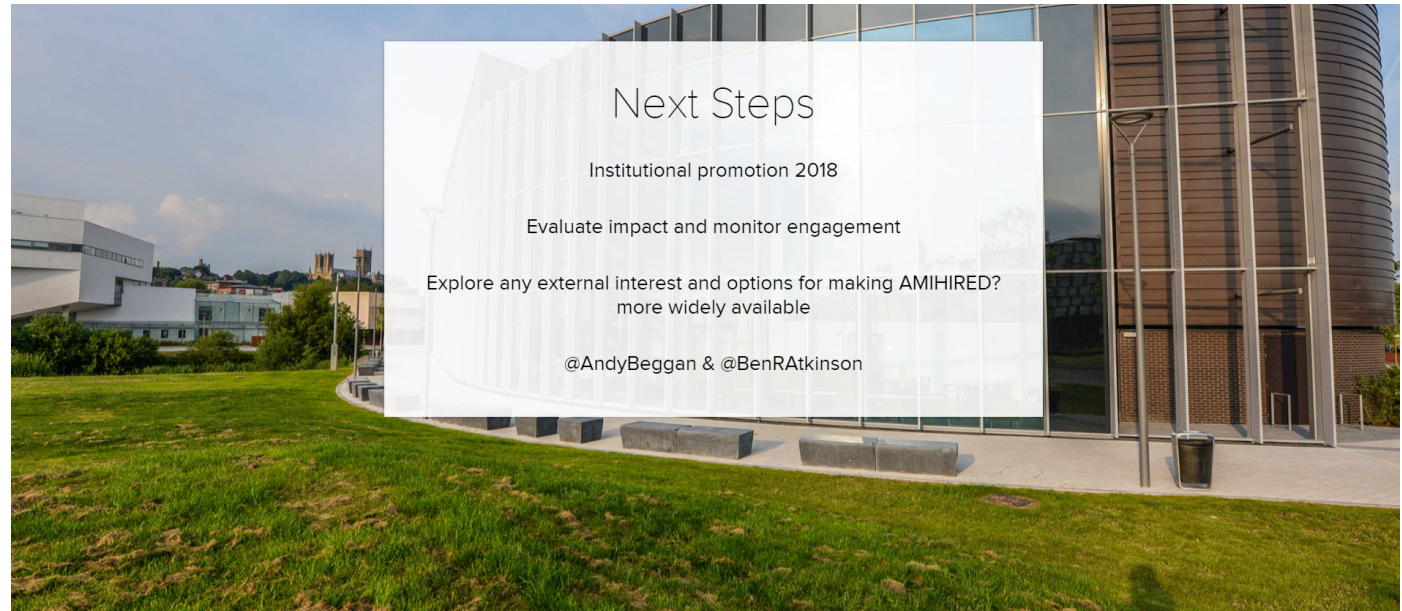 Next Steps
Institutional promotion 2018
Evaluate impact and monitor engagement
Explore any external interest and options for making AMIHIRED?
more widely available
@AndyBeggan & @BenRAtkinson